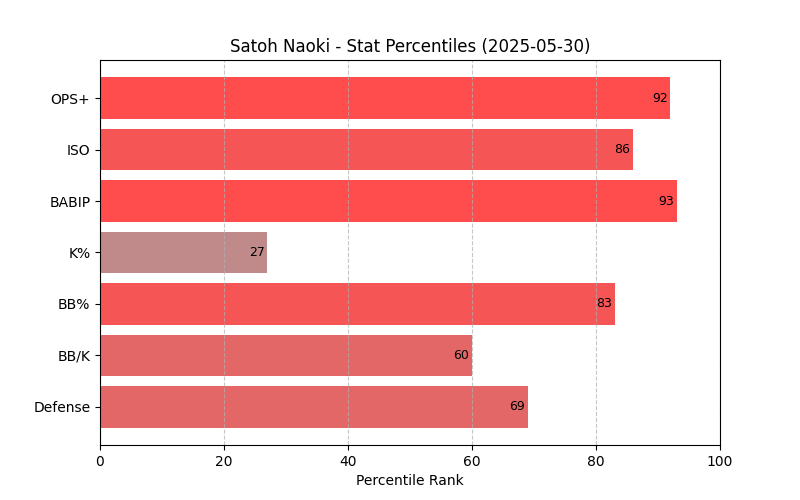 Satoh Naoki - Stat Percentiles (2025-05-30)
OPS+ 92
ISO 86
BABIP 93
K% 27
BB% 83
BB/K 60
Defense 69
0 20 40 60 80 100
Percentile Rank